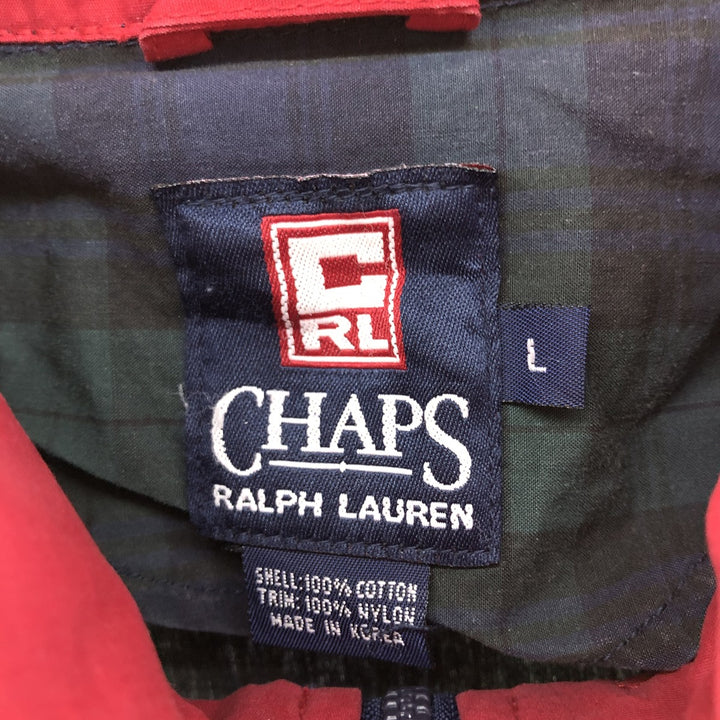 C
RL
CHAPS
RALPH LAUREN
L
SHELL:100% COTTON
TRIM:100% NYLON
MADE IN KOREA